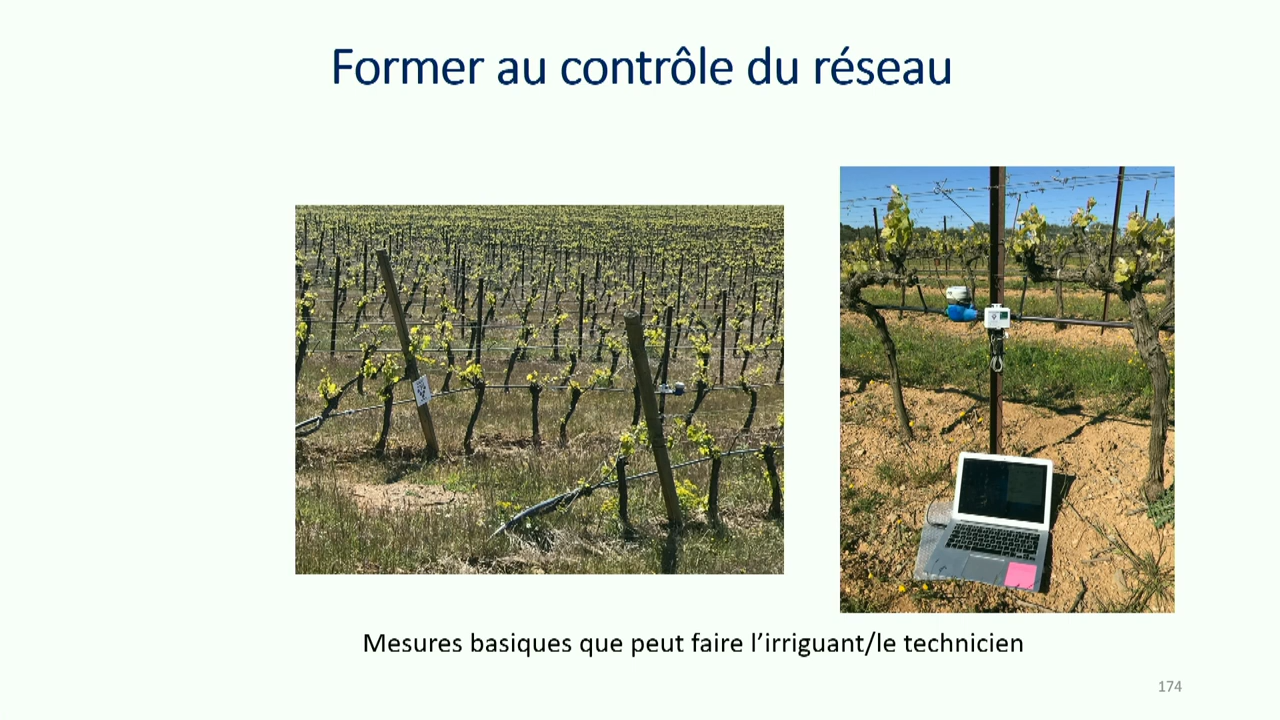 Former au contrôle du réseau
Mesures basiques que peut faire l’irriguant/le technicien
174